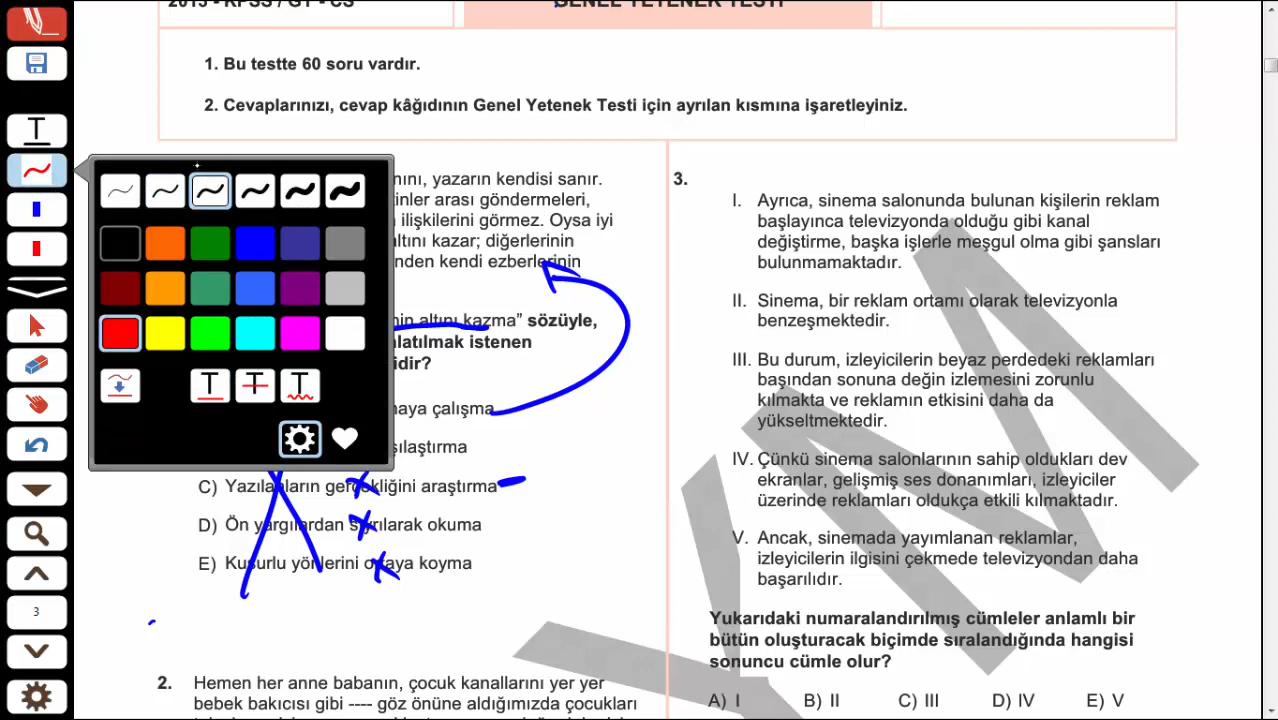 2013 - KPSS / GY - CS
GENEL YETENEK TESTİ
1. Bu testte 60 soru vardır.
2. Cevaplarınızı, cevap kâğıdının Genel Yetenek Testi için ayrılan kısmına işaretleyiniz.
nını, yazarın kendisi sanır.
inler arası göndermeleri,
ilişkilerini görmez. Oysa iyi
altını kazar; diğerlerinin
nden kendi ezberlerinin
nin altını kazma” sözüyle,
nlatılmak istenen
idir?
naya çalışma
şılaştırma
C) Yazılanların gerçekliğini araştırma
D) Ön yargılardan sıyrılarak okuma
E) Kusurlu yönlerini ortaya koyma
2. Hemen her anne babanın, çocuk kanallarını yer yer
bebek bakıcısı gibi ---- göz önüne aldığımızda çocukları
3.
I. Ayrıca, sinema salonunda bulunan kişilerin reklam
başlayınca televizyonda olduğu gibi kanal
değiştirme, başka işlerle meşgul olma gibi şansları
bulunmamaktadır.
II. Sinema, bir reklam ortamı olarak televizyonla
benzeşmektedir.
III. Bu durum, izleyicilerin beyaz perdedeki reklamları
başından sonuna değin izlemesini zorunlu
kılmakta ve reklamın etkisini daha da
yükseltmektedir.
IV. Çünkü sinema salonlarının sahip oldukları dev
ekranlar, gelişmiş ses donanımları, izleyiciler
üzerinde reklamları oldukça etkili kılmaktadır.
V. Ancak, sinemada yayımlanan reklamlar,
izleyicilerin ilgisini çekmede televizyondan daha
başarılıdır.
Yukarıdaki numaralandırılmış cümleler anlamlı bir
bütün oluşturacak biçimde sıralandığında hangisi
sonuncu cümle olur?
A) I B) II C) III D) IV E) V
3